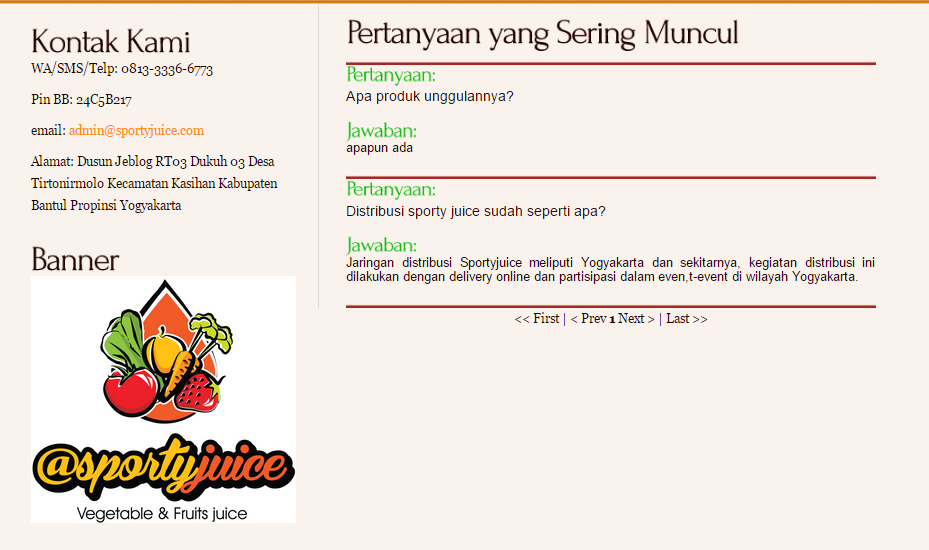 Kontak Kami
WA/SMS/Telp: 0813-3336-6773
Pin BB: 24C5B217
email: admin@sportyjuice.com
Alamat: Dusun Jeblog RT03 Dukuh 03 Desa
Tirtonirmolo Kecamatan Kasihan Kabupaten
Bantul Propinsi Yogyakarta
Banner
@sportyjuice
Vegetable & Fruits juice
Pertanyaan yang Sering Muncul
Pertanyaan:
Apa produk unggulannya?
Jawaban:
apapun ada
Pertanyaan:
Distribusi sporty juice sudah seperti apa?
Jawaban:
Jaringan distribusi Sportyjuice meliputi Yogyakarta dan sekitarnya, kegiatan distribusi ini
dilakukan dengan delivery online dan partisipasi dalam even,t-event di wilayah Yogyakarta.
<< First | < Prev 1 Next > | Last >>